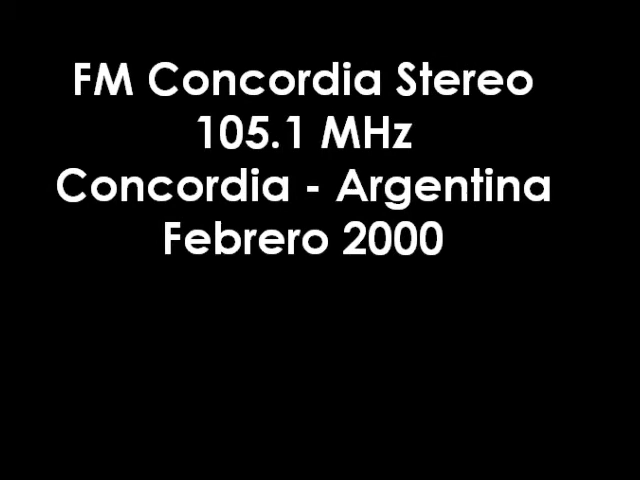 FM Concordia Stereo
105.1 MHz
Concordia - Argentina
Febrero 2000